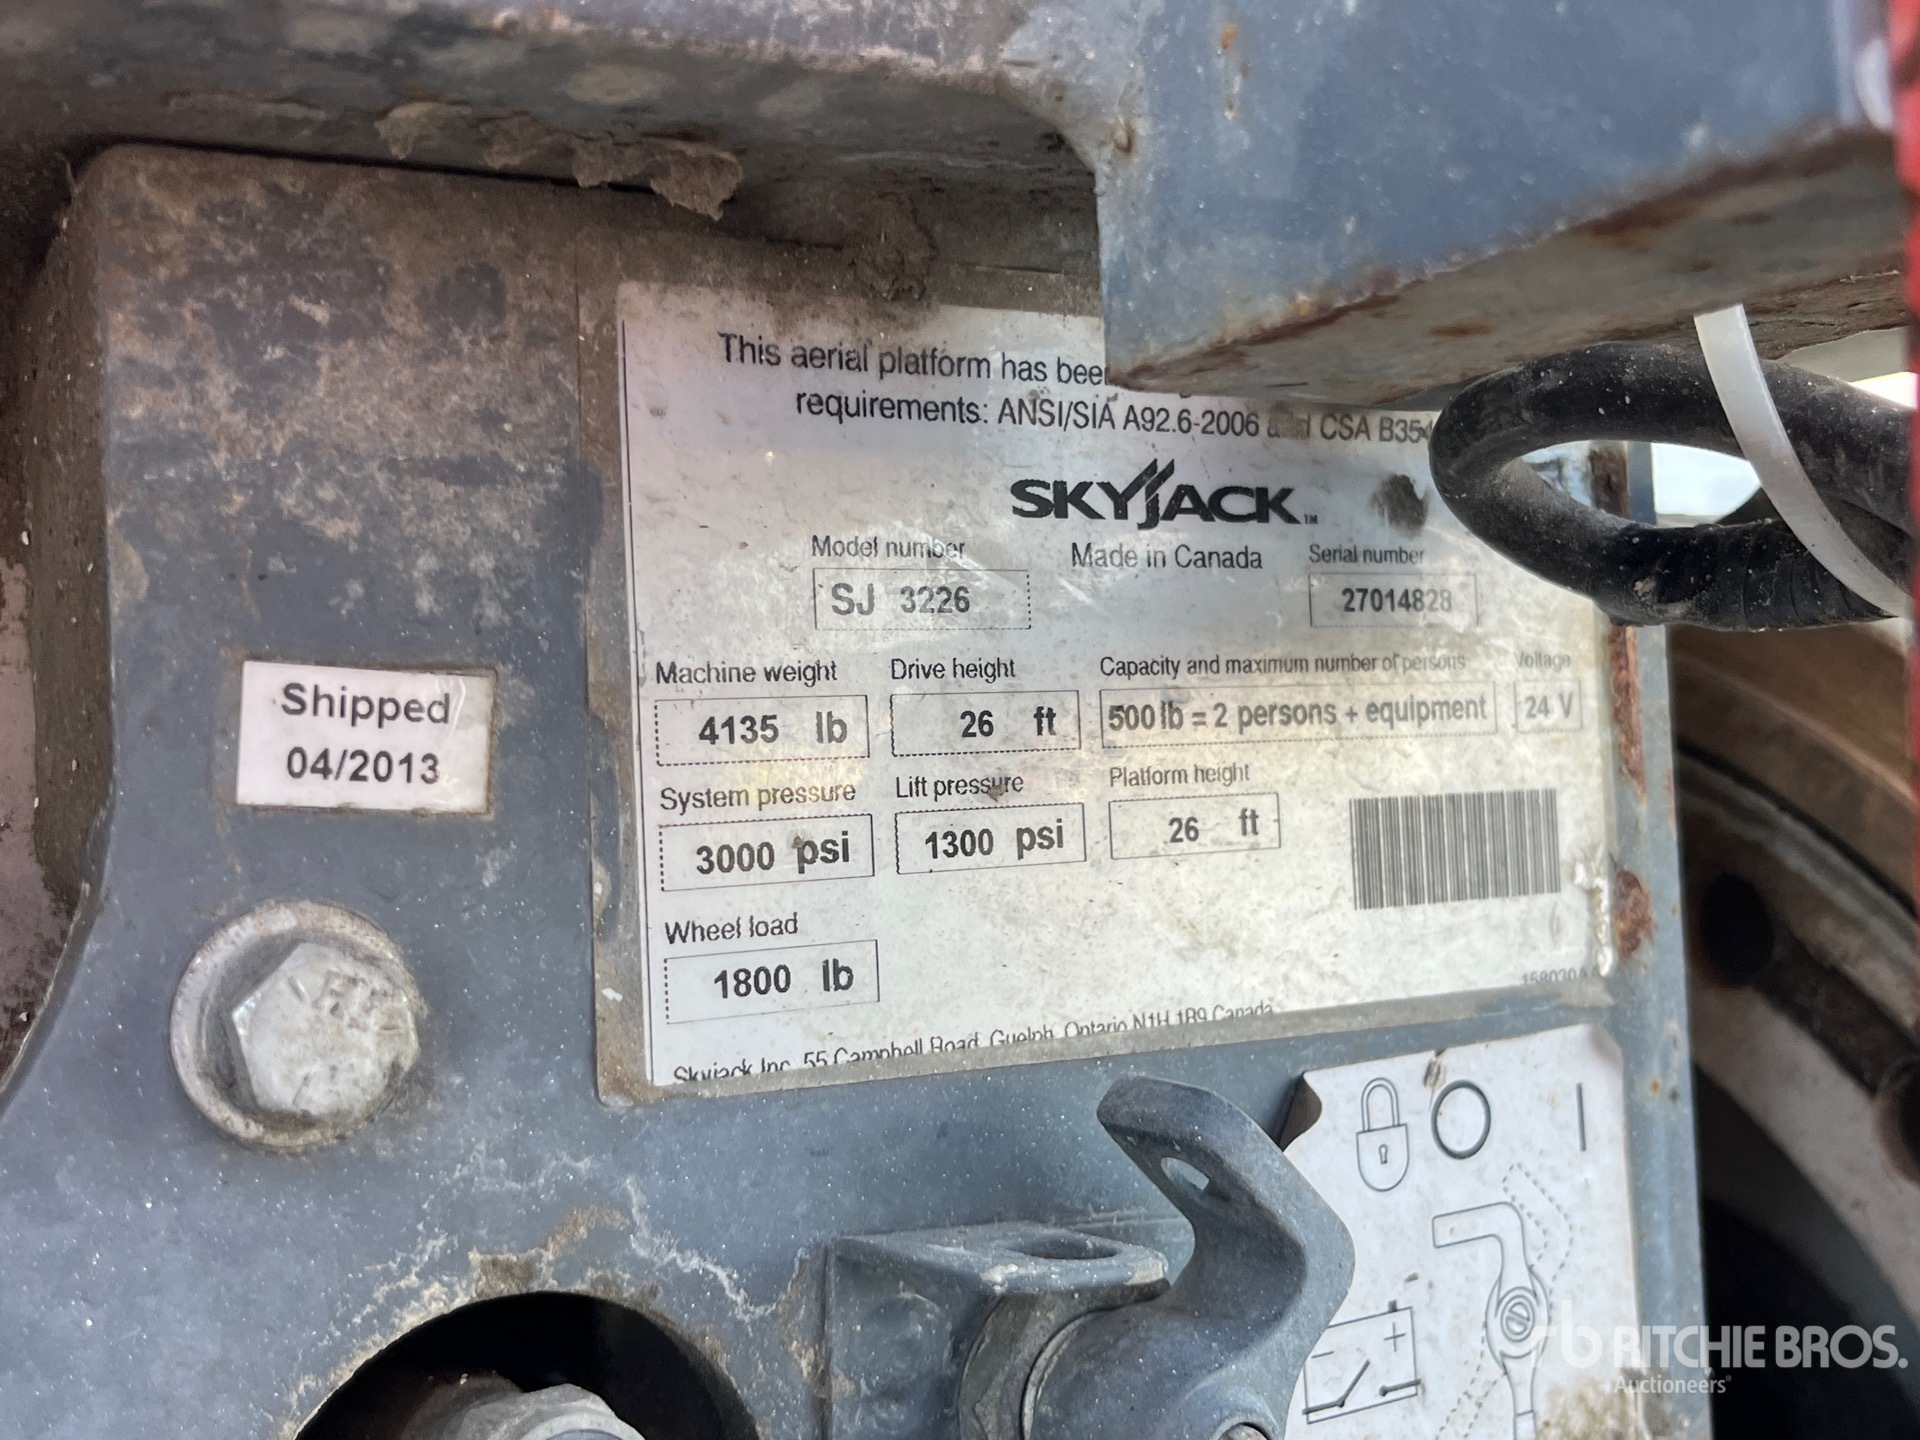 This aerial platform has bee
requirements: ANSI/SIA A92.6-2006 CSA B354
SKYJACK™
Model number
Made in Canada
Serial number
SJ 3226
27014828
Machine weight
Drive height
Capacity and maximum number of persons
Voltage
4135 lb
26 ft
500 lb = 2 persons + equipment
24 V
System pressure
Lift pressure
Platform height
3000 psi
1300 psi
26 ft
Wheel load
1800 lb
Skyjack Inc. 55 Campbell Road, Guelph, Ontario N1H 1B9 Canada
Shipped
04/2013
O
I
- +
rb RITCHIE BROS.
Auctioneers